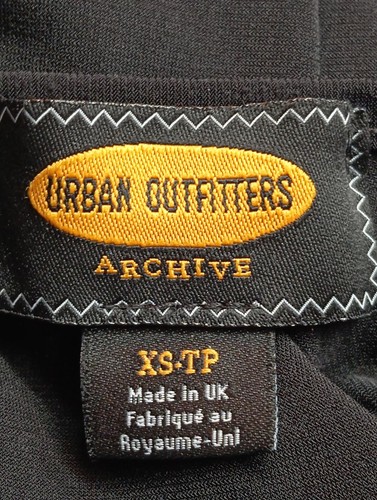 URBAN OUTFITTERS
ARCHIVE
XS·TP
Made in UK
Fabriqué au
Royaume-Uni